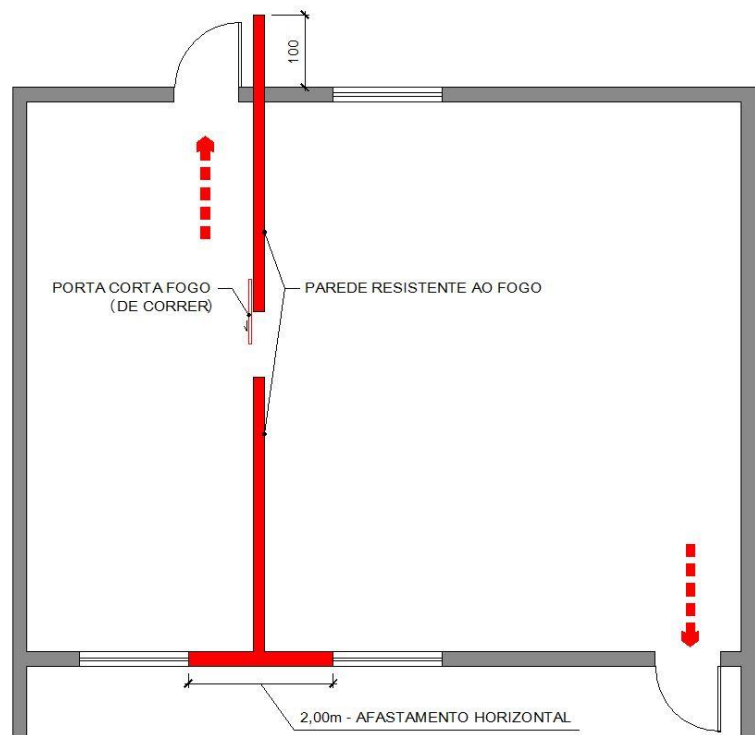 100
PORTA CORTA FOGO
(DE CORRER)
PAREDE RESISTENTE AO FOGO
2,00m - AFASTAMENTO HORIZONTAL